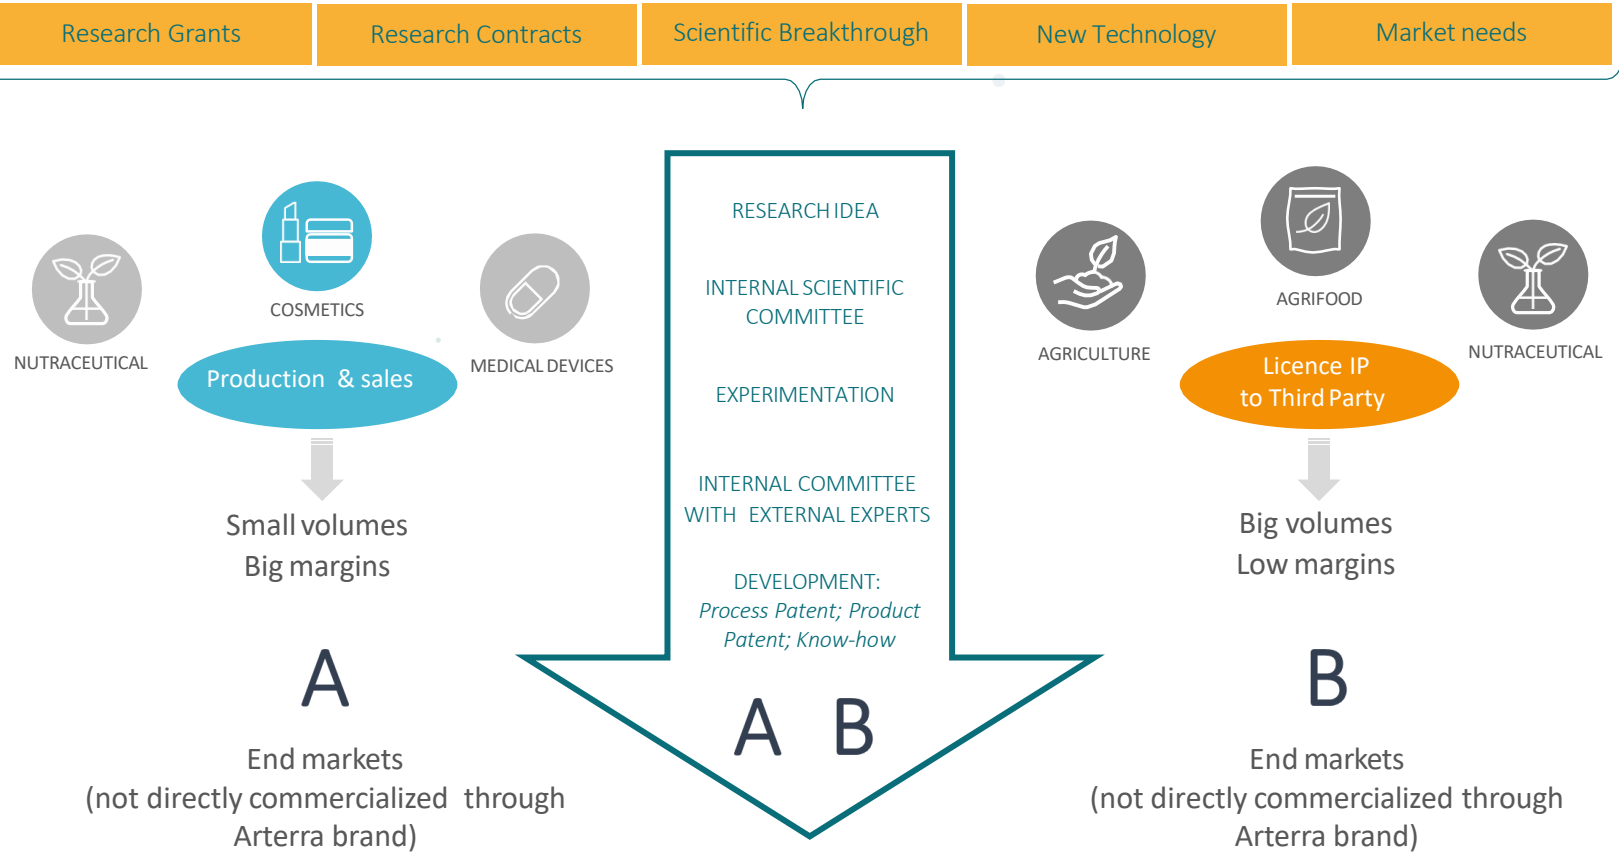 Research Grants
Research Contracts
Scientific Breakthrough
New Technology
Market needs
NUTRACEUTICAL
COSMETICS
MEDICAL DEVICES
Production & sales
Small volumes
Big margins
A
End markets
(not directly commercialized through
Arterra brand)
RESEARCH IDEA
INTERNAL SCIENTIFIC
COMMITTEE
EXPERIMENTATION
INTERNAL COMMITTEE
WITH EXTERNAL EXPERTS
DEVELOPMENT:
Process Patent; Product
Patent; Know-how
A B
AGRICULTURE
AGRIFOOD
NUTRACEUTICAL
Licence IP
to Third Party
Big volumes
Low margins
B
End markets
(not directly commercialized through
Arterra brand)